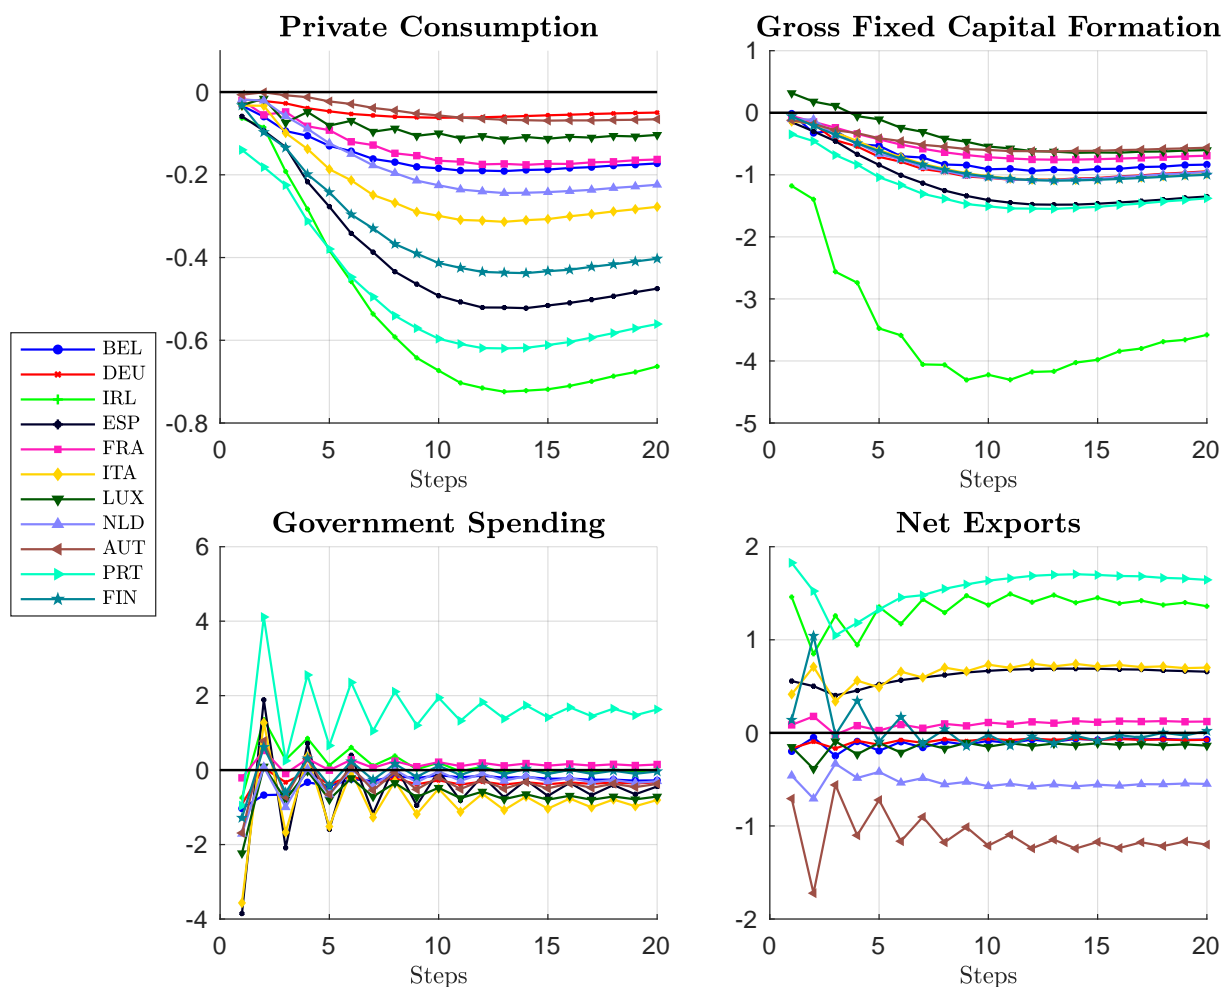 Private Consumption
0
-0.2
-0.4
-0.6
-0.8
0 5 10 15 20
Steps
Gross Fixed Capital Formation
1
0
-1
-2
-3
-4
-5
0 5 10 15 20
Steps
BEL
DEU
IRL
ESP
FRA
ITA
LUX
NLD
AUT
PRT
FIN
Government Spending
6
4
2
0
-2
-4
0 5 10 15 20
Steps
Net Exports
2
1
0
-1
-2
0 5 10 15 20
Steps